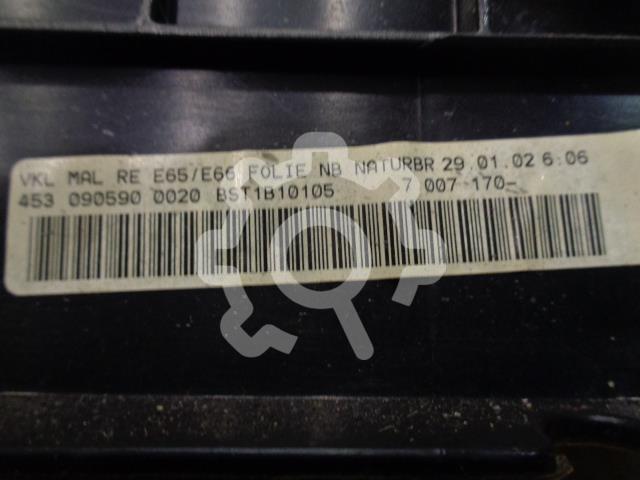 VKL MAL RE E65/E66 FOLIE NB NATURBR 29.01.02 6:06
453 090590 0020 BST1B10105 7 007 170-